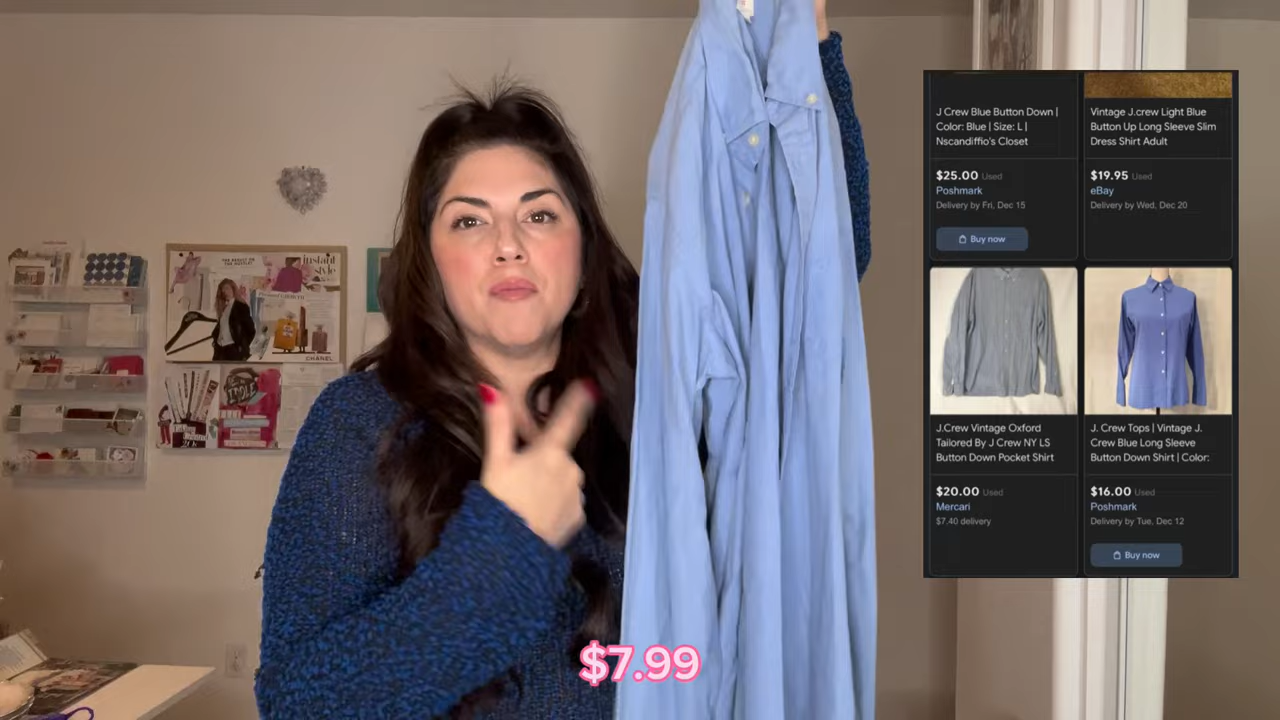 J Crew Blue Button Down |
Color: Blue | Size: L |
Nscandiffio's Closet
$25.00 Used
Poshmark
Delivery by Fri, Dec 15
Buy now
Vintage J.crew Light Blue
Button Up Long Sleeve Slim
Dress Shirt Adult
$19.95 Used
eBay
Delivery by Wed, Dec 20
J.Crew Vintage Oxford
Tailored By J Crew NY LS
Button Down Pocket Shirt
$20.00 Used
Mercari
$7.40 delivery
J. Crew Tops | Vintage J.
Crew Blue Long Sleeve
Button Down Shirt | Color:
$16.00 Used
Poshmark
Delivery by Tue, Dec 12
Buy now
instant
style
CHANEL
IDÔLE
$7.99